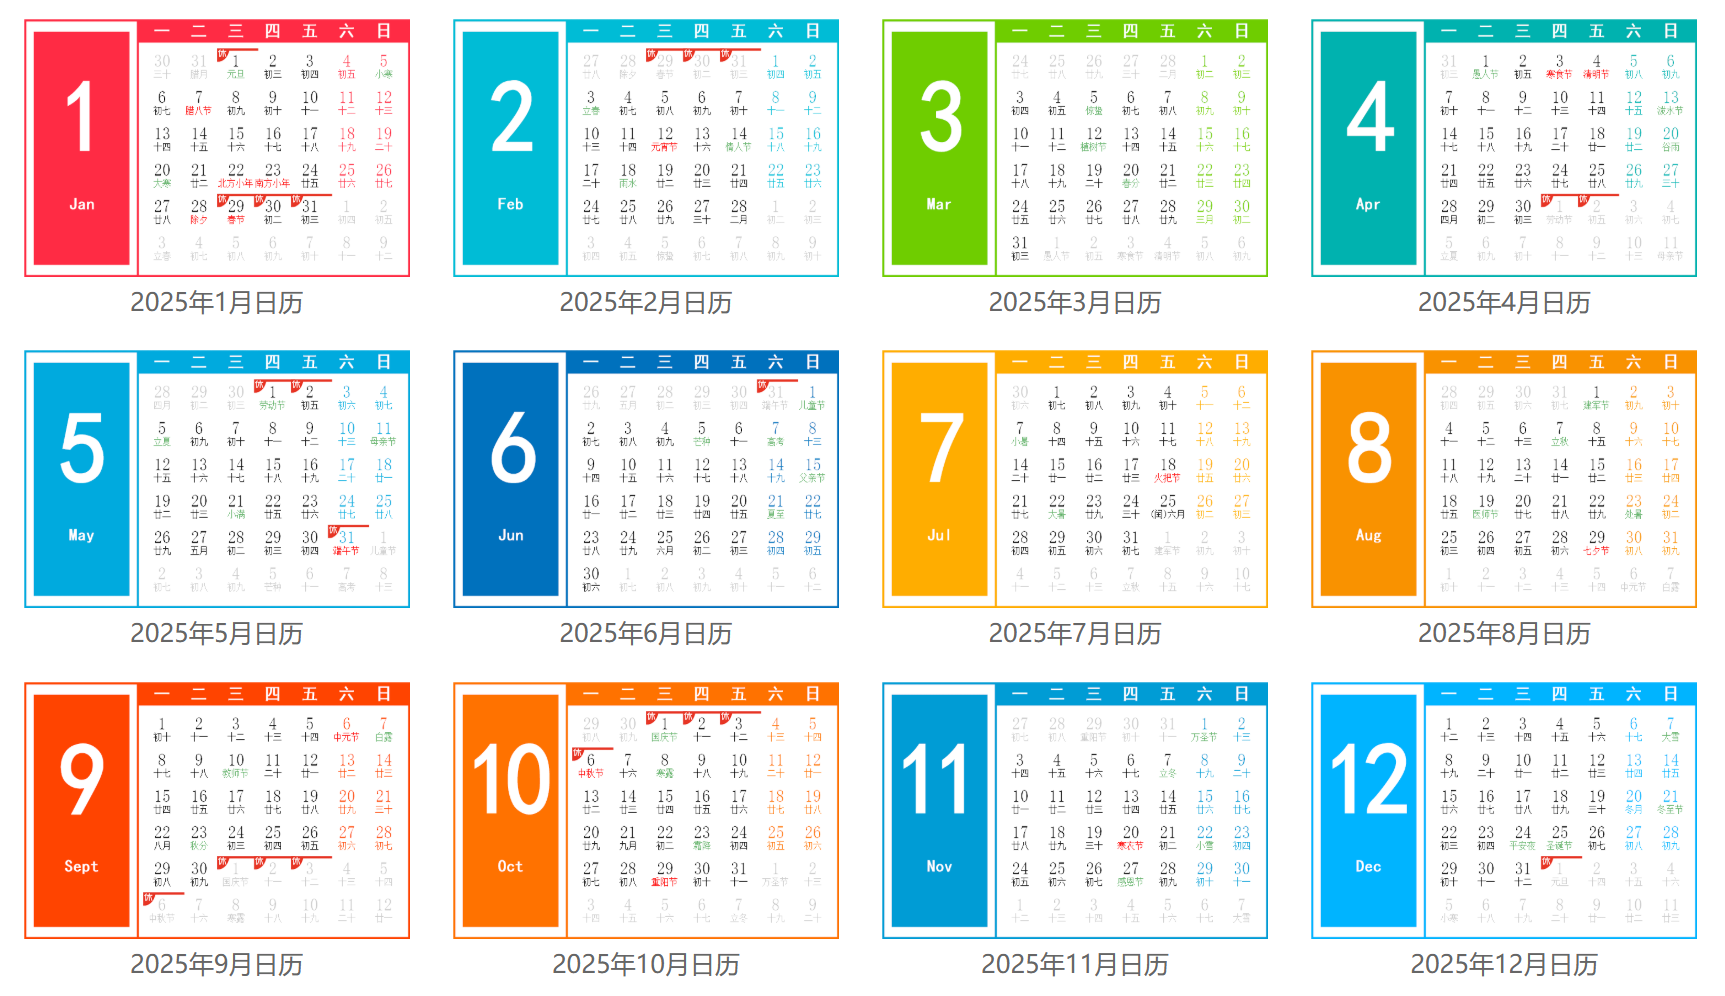 一 二 三 四 五 六 日
休
30 31 1 2 3 4 5
三十 腊月 元旦 初三 初四 初五 小寒
6 7 8 9 10 11 12
初七 腊八节 初九 初十 十一 十二 十三
1
13 14 15 16 17 18 19
十四 十五 十六 十七 十八 十九 二十
20 21 22 23 24 25 26
大寒 廿二 北方小年 南方小年 廿五 廿六 廿七
Jan
休 休 休
27 28 29 30 31 1 2
廿八 除夕 春节 初二 初三 初四 初五
3 4 5 6 7 8 9
立春 初七 初八 初九 初十 十一 十二
2025年1月日历
一 二 三 四 五 六 日
休 休 休
27 28 29 30 31 1 2
廿八 除夕 春节 初二 初三 初四 初五
3 4 5 6 7 8 9
立春 初七 初八 初九 初十 十一 十二
2
10 11 12 13 14 15 16
十三 十四 元宵节 十六 情人节 十八 十九
17 18 19 20 21 22 23
二十 雨水 廿二 廿三 廿四 廿五 廿六
Feb
24 25 26 27 28 1 2
廿七 廿八 廿九 三十 二月 初二 初三
3 4 5 6 7 8 9
初四 初五 惊蛰 初七 初八 初九 初十
2025年2月日历
一 二 三 四 五 六 日
24 25 26 27 28 1 2
廿七 廿八 廿九 三十 二月 初二 初三
3 4 5 6 7 8 9
初四 初五 惊蛰 初七 初八 初九 初十
3
10 11 12 13 14 15 16
十一 十二 植树节 十四 十五 十六 十七
17 18 19 20 21 22 23
十八 十九 二十 春分 廿二 廿三 廿四
Mar
24 25 26 27 28 29 30
廿五 廿六 廿七 廿八 廿九 三月 初二
31 1 2 3 4 5 6
初三 愚人节 初五 寒食节 清明节 初八 初九
2025年3月日历
一 二 三 四 五 六 日
31 1 2 3 4 5 6
初三 愚人节 初五 寒食节 清明节 初八 初九
7 8 9 10 11 12 13
初十 十一 十二 十三 十四 十五 泼水节
4
14 15 16 17 18 19 20
十七 十八 十九 二十 廿一 廿二 谷雨
21 22 23 24 25 26 27
廿四 廿五 廿六 廿七 廿八 廿九 三十
Apr
休 休
28 29 30 1 2 3 4
四月 初二 初三 劳动节 初五 初六 初七
5 6 7 8 9 10 11
立夏 初九 初十 十一 十二 十三 母亲节
2025年4月日历
一 二 三 四 五 六 日
休 休
28 29 30 1 2 3 4
四月 初二 初三 劳动节 初五 初六 初七
5 6 7 8 9 10 11
立夏 初九 初十 十一 十二 十三 母亲节
5
12 13 14 15 16 17 18
十五 十六 十七 十八 十九 二十 廿一
19 20 21 22 23 24 25
廿二 廿三 小满 廿五 廿六 廿七 廿八
May
休
26 27 28 29 30 31 1
廿九 五月 初二 初三 初四 端午节 儿童节
2 3 4 5 6 7 8
初七 初八 初九 芒种 十一 高考 十三
2025年5月日历
一 二 三 四 五 六 日
休
26 27 28 29 30 31 1
廿九 五月 初二 初三 初四 端午节 儿童节
2 3 4 5 6 7 8
初七 初八 初九 芒种 十一 高考 十三
6
9 10 11 12 13 14 15
十四 十五 十六 十七 十八 十九 父亲节
16 17 18 19 20 21 22
廿一 廿二 廿三 廿四 廿五 夏至 廿七
Jun
23 24 25 26 27 28 29
廿八 廿九 六月 初二 初三 初四 初五
30 1 2 3 4 5 6
初六 初七 初八 初九 初十 十一 十二
2025年6月日历
一 二 三 四 五 六 日
30 1 2 3 4 5 6
初六 初七 初八 初九 初十 十一 十二
7 8 9 10 11 12 13
小暑 十四 十五 十六 十七 十八 十九
7
14 15 16 17 18 19 20
二十 廿一 廿二 廿三 火把节 廿五 廿六
21 22 23 24 25 26 27
廿七 大暑 廿九 三十 (闰)六月 初二 初三
Jul
28 29 30 31 1 2 3
初四 初五 初六 初七 建军节 初九 初十
4 5 6 7 8 9 10
十一 十二 十三 立秋 十五 十六 十七
2025年7月日历
一 二 三 四 五 六 日
28 29 30 31 1 2 3
初四 初五 初六 初七 建军节 初九 初十
4 5 6 7 8 9 10
十一 十二 十三 立秋 十五 十六 十七
8
11 12 13 14 15 16 17
十八 十九 二十 廿一 廿二 廿三 廿四
18 19 20 21 22 23 24
廿五 医师节 廿七 廿八 廿九 处暑 初二
Aug
25 26 27 28 29 30 31
初三 初四 初五 初六 七夕节 初八 初九
1 2 3 4 5 6 7
初十 十一 十二 十三 十四 中元节 白露
2025年8月日历
一 二 三 四 五 六 日
1 2 3 4 5 6 7
初十 十一 十二 十三 十四 中元节 白露
8 9 10 11 12 13 14
十七 十八 教师节 二十 廿一 廿二 廿三
9
15 16 17 18 19 20 21
廿四 廿五 廿六 廿七 廿八 廿九 三十
22 23 24 25 26 27 28
八月 秋分 初三 初四 初五 初六 初七
Sept
休 休 休
29 30 1 2 3 4 5
初八 初九 国庆节 十一 十二 十三 十四
休
6 7 8 9 10 11 12
中秋节 十六 寒露 十八 十九 二十 廿一
2025年9月日历
一 二 三 四 五 六 日
休 休 休
29 30 1 2 3 4 5
初八 初九 国庆节 十一 十二 十三 十四
休
6 7 8 9 10 11 12
中秋节 十六 寒露 十八 十九 二十 廿一
10
13 14 15 16 17 18 19
廿二 廿三 廿四 廿五 廿六 廿七 廿八
20 21 22 23 24 25 26
廿九 九月 初二 霜降 初四 初五 初六
Oct
27 28 29 30 31 1 2
初七 初八 重阳节 初十 十一 万圣节 十三
3 4 5 6 7 8 9
十四 十五 十六 十七 立冬 十九 二十
2025年10月日历
一 二 三 四 五 六 日
27 28 29 30 31 1 2
初七 初八 重阳节 初十 十一 万圣节 十三
3 4 5 6 7 8 9
十四 十五 十六 十七 立冬 十九 二十
11
10 11 12 13 14 15 16
廿一 廿二 廿三 廿四 廿五 廿六 廿七
17 18 19 20 21 22 23
廿八 廿九 三十 寒衣节 初二 小雪 初四
Nov
24 25 26 27 28 29 30
初五 初六 初七 感恩节 初九 初十 十一
1 2 3 4 5 6 7
十二 十三 十四 十五 十六 十七 大雪
2025年11月日历
一 二 三 四 五 六 日
1 2 3 4 5 6 7
十二 十三 十四 十五 十六 十七 大雪
8 9 10 11 12 13 14
十九 二十 廿一 廿二 廿三 廿四 廿五
12
15 16 17 18 19 20 21
廿六 廿七 廿八 廿九 三十 冬月 冬至节
22 23 24 25 26 27 28
初三 初四 平安夜 圣诞节 初七 初八 初九
Dec
休
29 30 31 1 2 3 4
初十 十一 十二 元旦 十四 十五 十六
5 6 7 8 9 10 11
小寒 十八 十九 二十 廿一 廿二 廿三
2025年12月日历